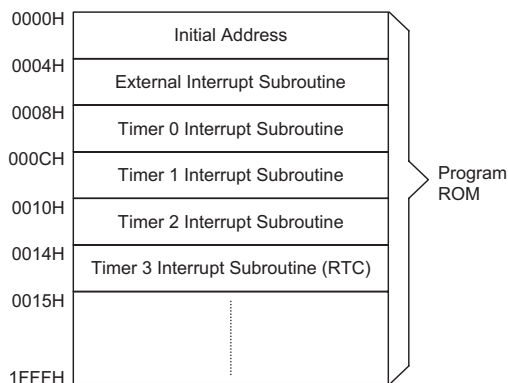 0000H
Initial Address
0004H
External Interrupt Subroutine
0008H
Timer 0 Interrupt Subroutine
000CH
Timer 1 Interrupt Subroutine
0010H
Timer 2 Interrupt Subroutine
0014H
Timer 3 Interrupt Subroutine (RTC)
0015H
1FFFH
Program
ROM